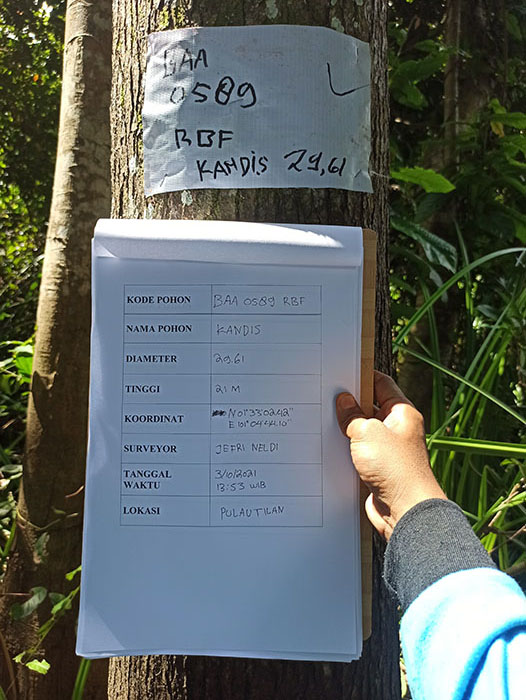 BAA
0589
RBF
KANDIS 29,61
KODE POHON BAA 0589 RBF
NAMA POHON KANDIS
DIAMETER 29.61
TINGGI 21 M
KOORDINAT N 01°33'02.42"
E 101°04'44.10"
SURVEYOR JEFRI NELDI
TANGGAL 3/10/2021
WAKTU 13:53 WIB
LOKASI PULAU TILAN